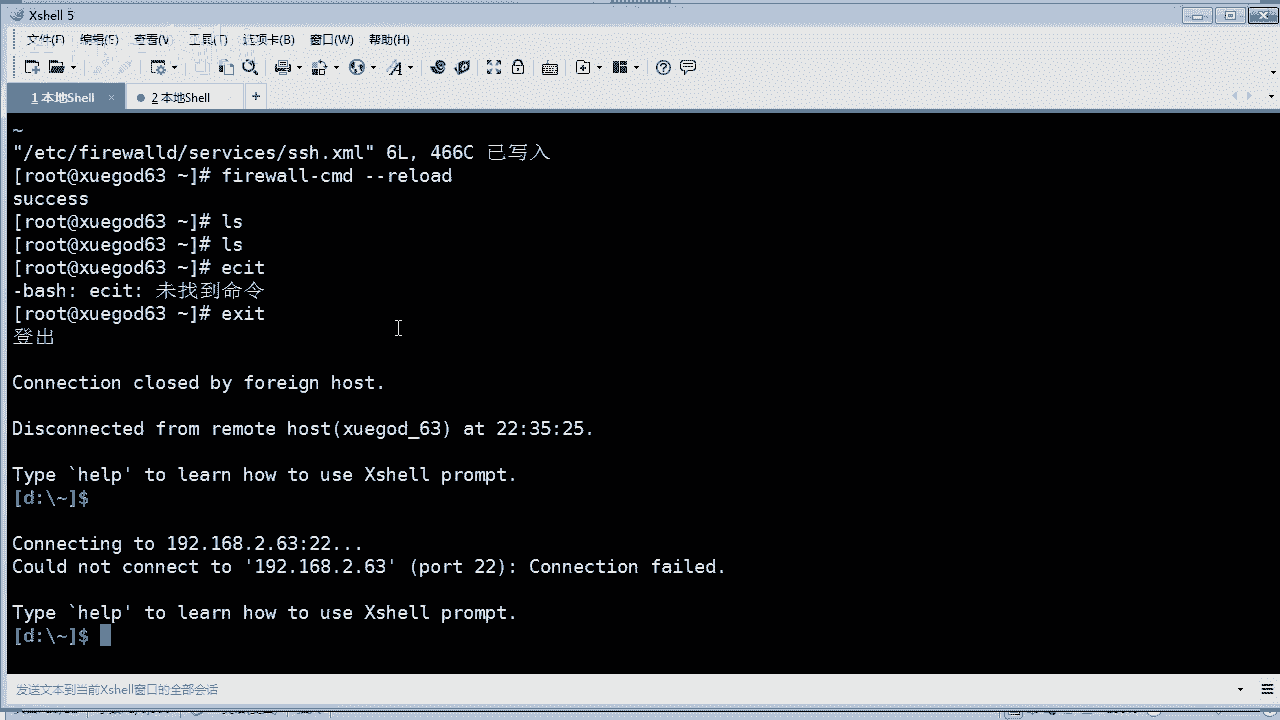 Xshell 5
文件(F) 编辑(E) 查看(V) 工具(T) 选项卡(B) 窗口(W) 帮助(H)
1 本地Shell × 2 本地Shell +
~
"/etc/firewalld/services/ssh.xml" 6L, 466C 已写入
[root@xuegod63 ~]# firewall-cmd --reload
success
[root@xuegod63 ~]# ls
[root@xuegod63 ~]# ls
[root@xuegod63 ~]# ecit
-bash: ecit: 未找到命令
[root@xuegod63 ~]# exit
登出
Connection closed by foreign host.
Disconnected from remote host(xuegod_63) at 22:35:25.
Type `help' to learn how to use Xshell prompt.
[d:\~]$
Connecting to 192.168.2.63:22...
Could not connect to '192.168.2.63' (port 22): Connection failed.
Type `help' to learn how to use Xshell prompt.
[d:\~]$
发送文本到当前Xshell窗口的全部会话